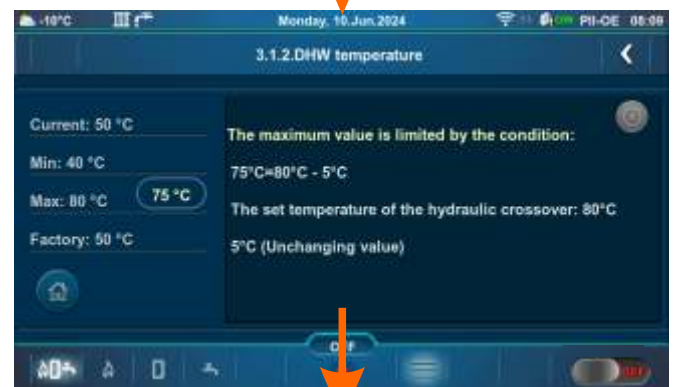 -10°C Monday, 10.Jun.2024 PII-OE 08:09
3.1.2.DHW temperature
Current: 50 °C
Min: 40 °C
Max: 80 °C 75 °C
Factory: 50 °C
The maximum value is limited by the condition:
75°C=80°C - 5°C
The set temperature of the hydraulic crossover: 80°C
5°C (Unchanging value)
OFF